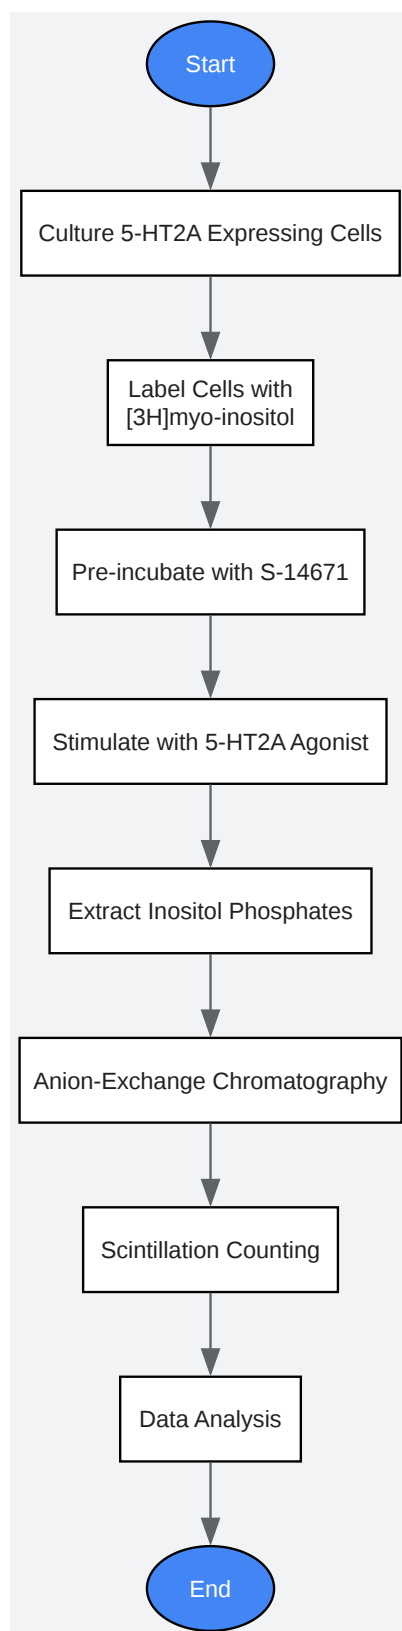 Start
Culture 5-HT2A Expressing Cells
Label Cells with
[3H]myo-inositol
Pre-incubate with S-14671
Stimulate with 5-HT2A Agonist
Extract Inositol Phosphates
Anion-Exchange Chromatography
Scintillation Counting
Data Analysis
End